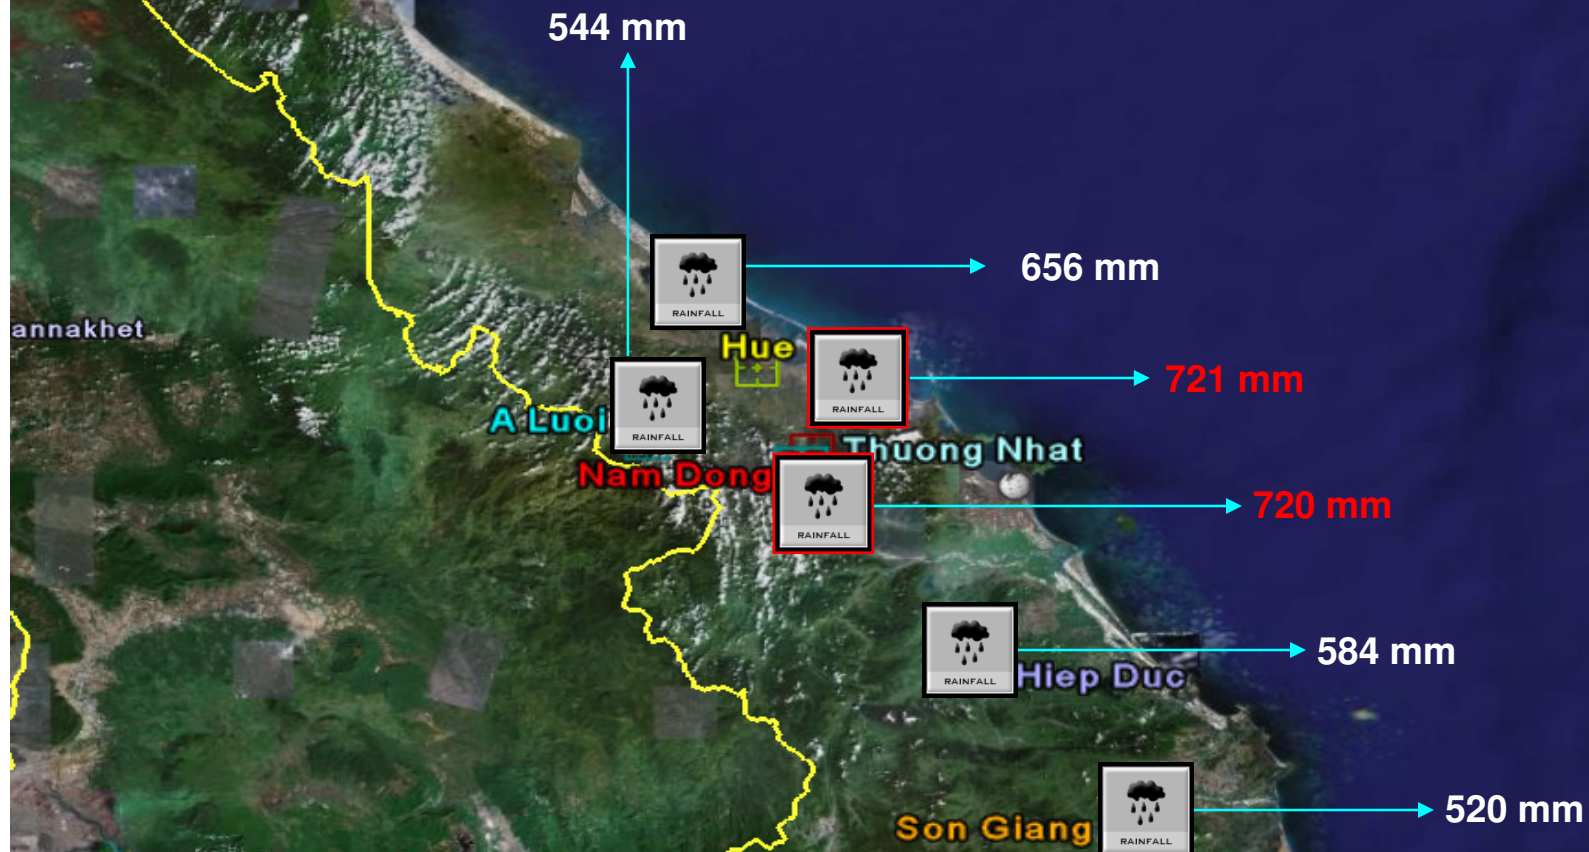 544 mm
656 mm
RAINFALL
annakhet
Hue
721 mm
RAINFALL
A Luoi
RAINFALL
Thuong Nhat
Nam Dong
720 mm
RAINFALL
584 mm
Hiep Duc
RAINFALL
520 mm
Son Giang
RAINFALL